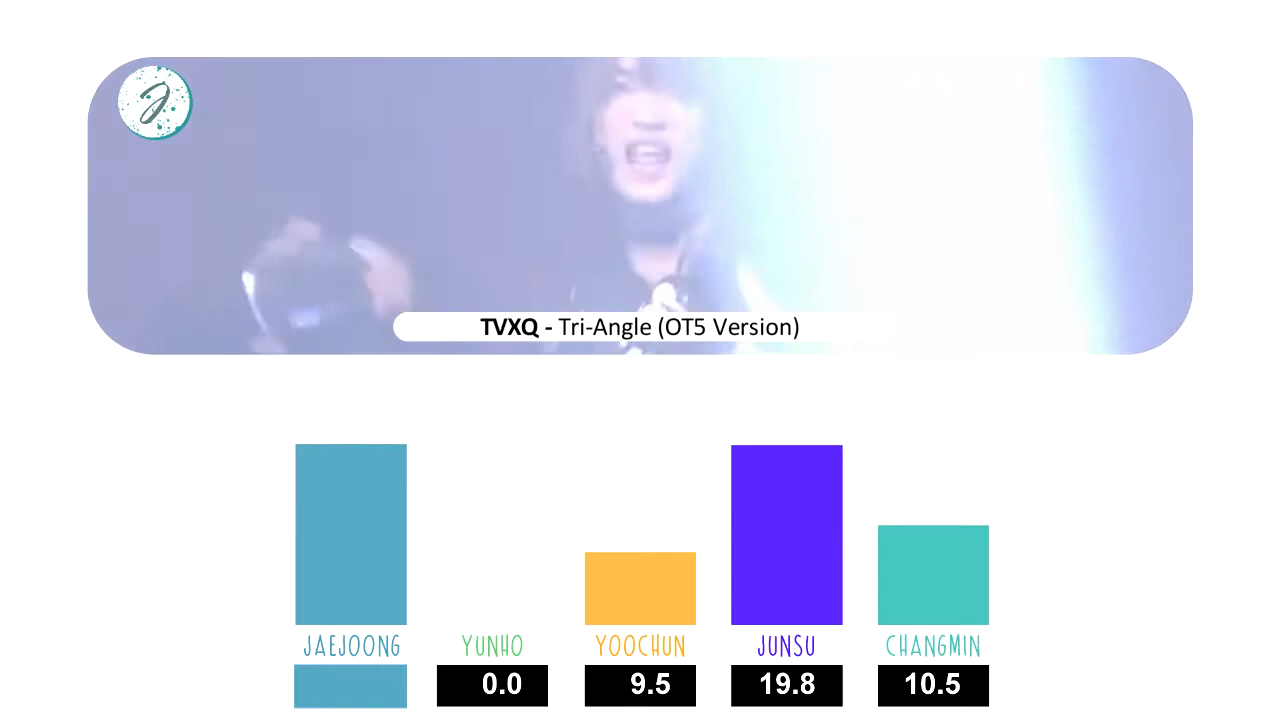 J
TVXQ - Tri-Angle (OT5 Version)
JAEJOONG YUNHO YOOCHUN JUNSU CHANGMIN
0.0 9.5 19.8 10.5